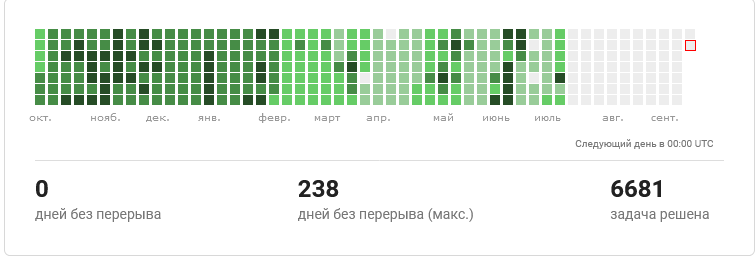 окт. нояб. дек. янв. февр. март апр. май июнь июль авг. сент.
Следующий день в 00:00 UTC
0 238 6681
дней без перерыва дней без перерыва (макс.) задача решена